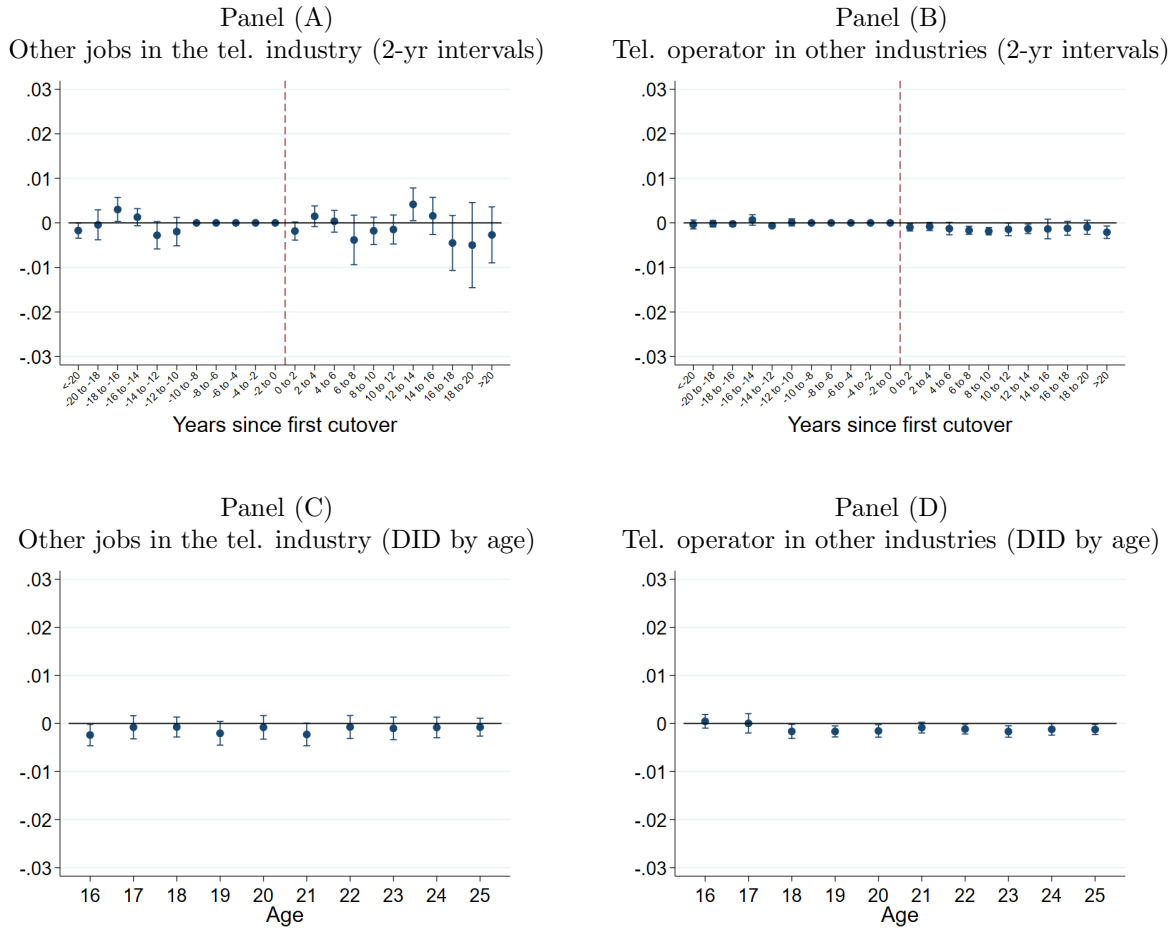 Panel (A)
Other jobs in the tel. industry (2-yr intervals)
.03
.02
.01
0
-.01
-.02
-.03
<-20
-20 to -18
-18 to -16
-16 to -14
-14 to -12
-12 to -10
-10 to -8
-8 to -6
-6 to -4
-4 to -2
-2 to 0
0 to 2
2 to 4
4 to 6
6 to 8
8 to 10
10 to 12
12 to 14
14 to 16
16 to 18
18 to 20
>20
Years since first cutover
Panel (B)
Tel. operator in other industries (2-yr intervals)
.03
.02
.01
0
-.01
-.02
-.03
<-20
-20 to -18
-18 to -16
-16 to -14
-14 to -12
-12 to -10
-10 to -8
-8 to -6
-6 to -4
-4 to -2
-2 to 0
0 to 2
2 to 4
4 to 6
6 to 8
8 to 10
10 to 12
12 to 14
14 to 16
16 to 18
18 to 20
>20
Years since first cutover
Panel (C)
Other jobs in the tel. industry (DID by age)
.03
.02
.01
0
-.01
-.02
-.03
16 17 18 19 20 21 22 23 24 25
Age
Panel (D)
Tel. operator in other industries (DID by age)
.03
.02
.01
0
-.01
-.02
-.03
16 17 18 19 20 21 22 23 24 25
Age